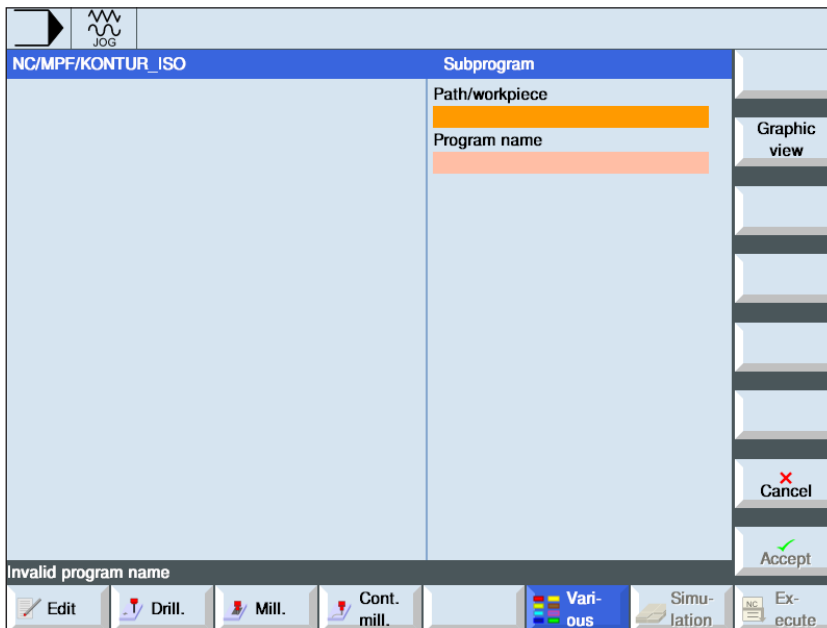 JOG
NC/MPF/KONTUR_ISO
Subprogram
Path/workpiece
Program name
Graphic
view
Cancel
Accept
Invalid program name
Edit
Drill.
Mill.
Cont.
mill.
Vari-
ous
Simu-
lation
NC
Ex-
ecute